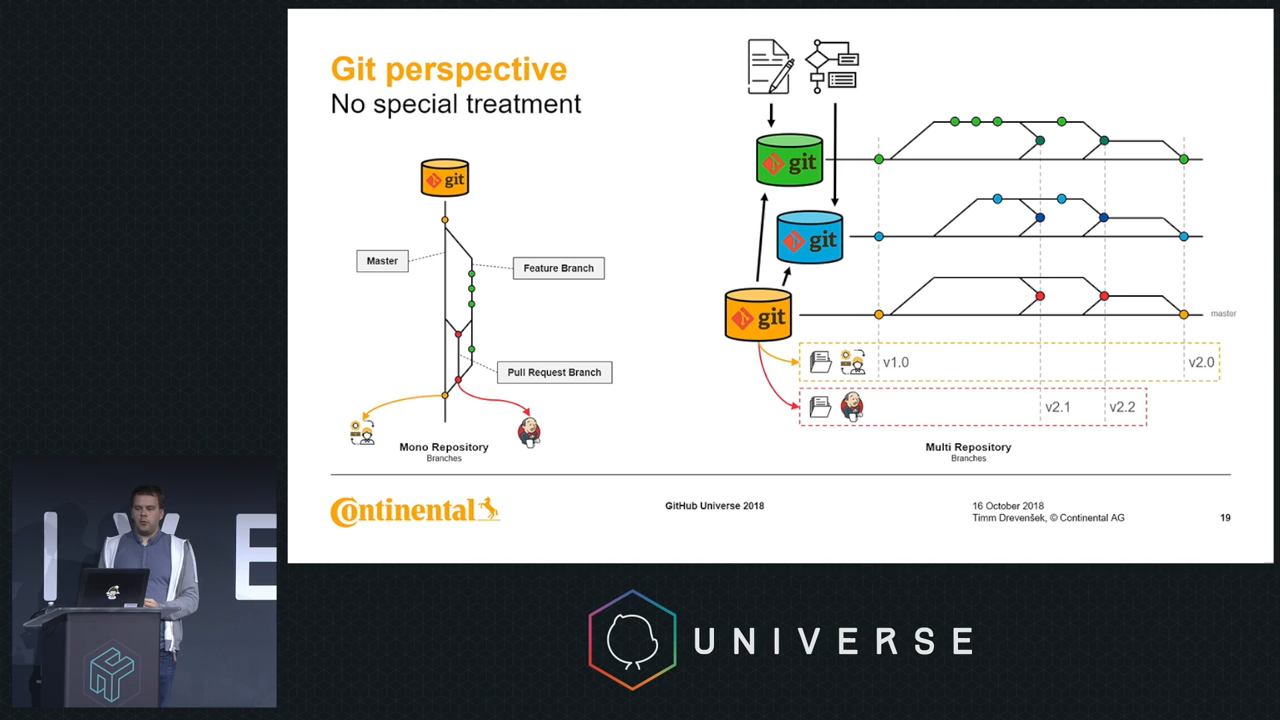 Git perspective
No special treatment
git
Master
Feature Branch
Pull Request Branch
Mono Repository
Branches
git
git
git
master
v1.0
v2.0
v2.1
v2.2
Multi Repository
Branches
Continental
GitHub Universe 2018
16 October 2018
Timm Drevenšek, © Continental AG
19
UNIVERSE